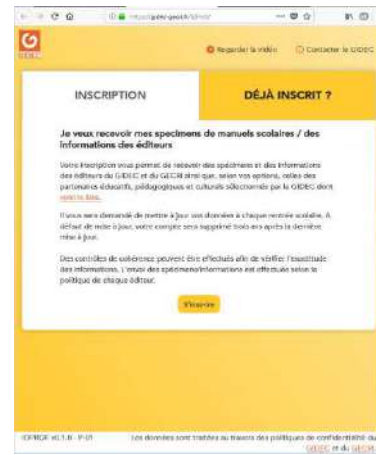 GIDEC
Regarder la vidéo
Contacter le GIDEC
INSCRIPTION
DÉJÀ INSCRIT ?
Je veux recevoir mes specimens de manuels scolaires / des
informations des éditeurs
Votre inscription vous permet de recevoir des spécimens et des informations
des éditeurs du GIDEC et du GECRI ainsi que, selon vos options, celles des
partenaires éducatifs, pédagogiques et culturels sélectionnés par le GIDEC dont
voici la liste.
Il vous sera demandé de mettre à jour vos données à chaque rentrée scolaire. A
défaut de mise à jour, votre compte sera supprimé trois ans après la dernière
mise à jour.
Des contrôles de cohérence peuvent être effectués afin de vérifier l'exactitude
des informations. L'envoi des spécimens/informations est effectuée selon la
politique de chaque éditeur.
S'inscrire
Les données sont traitées au travers des politiques de confidentialité du
GIDEC et du GECRI